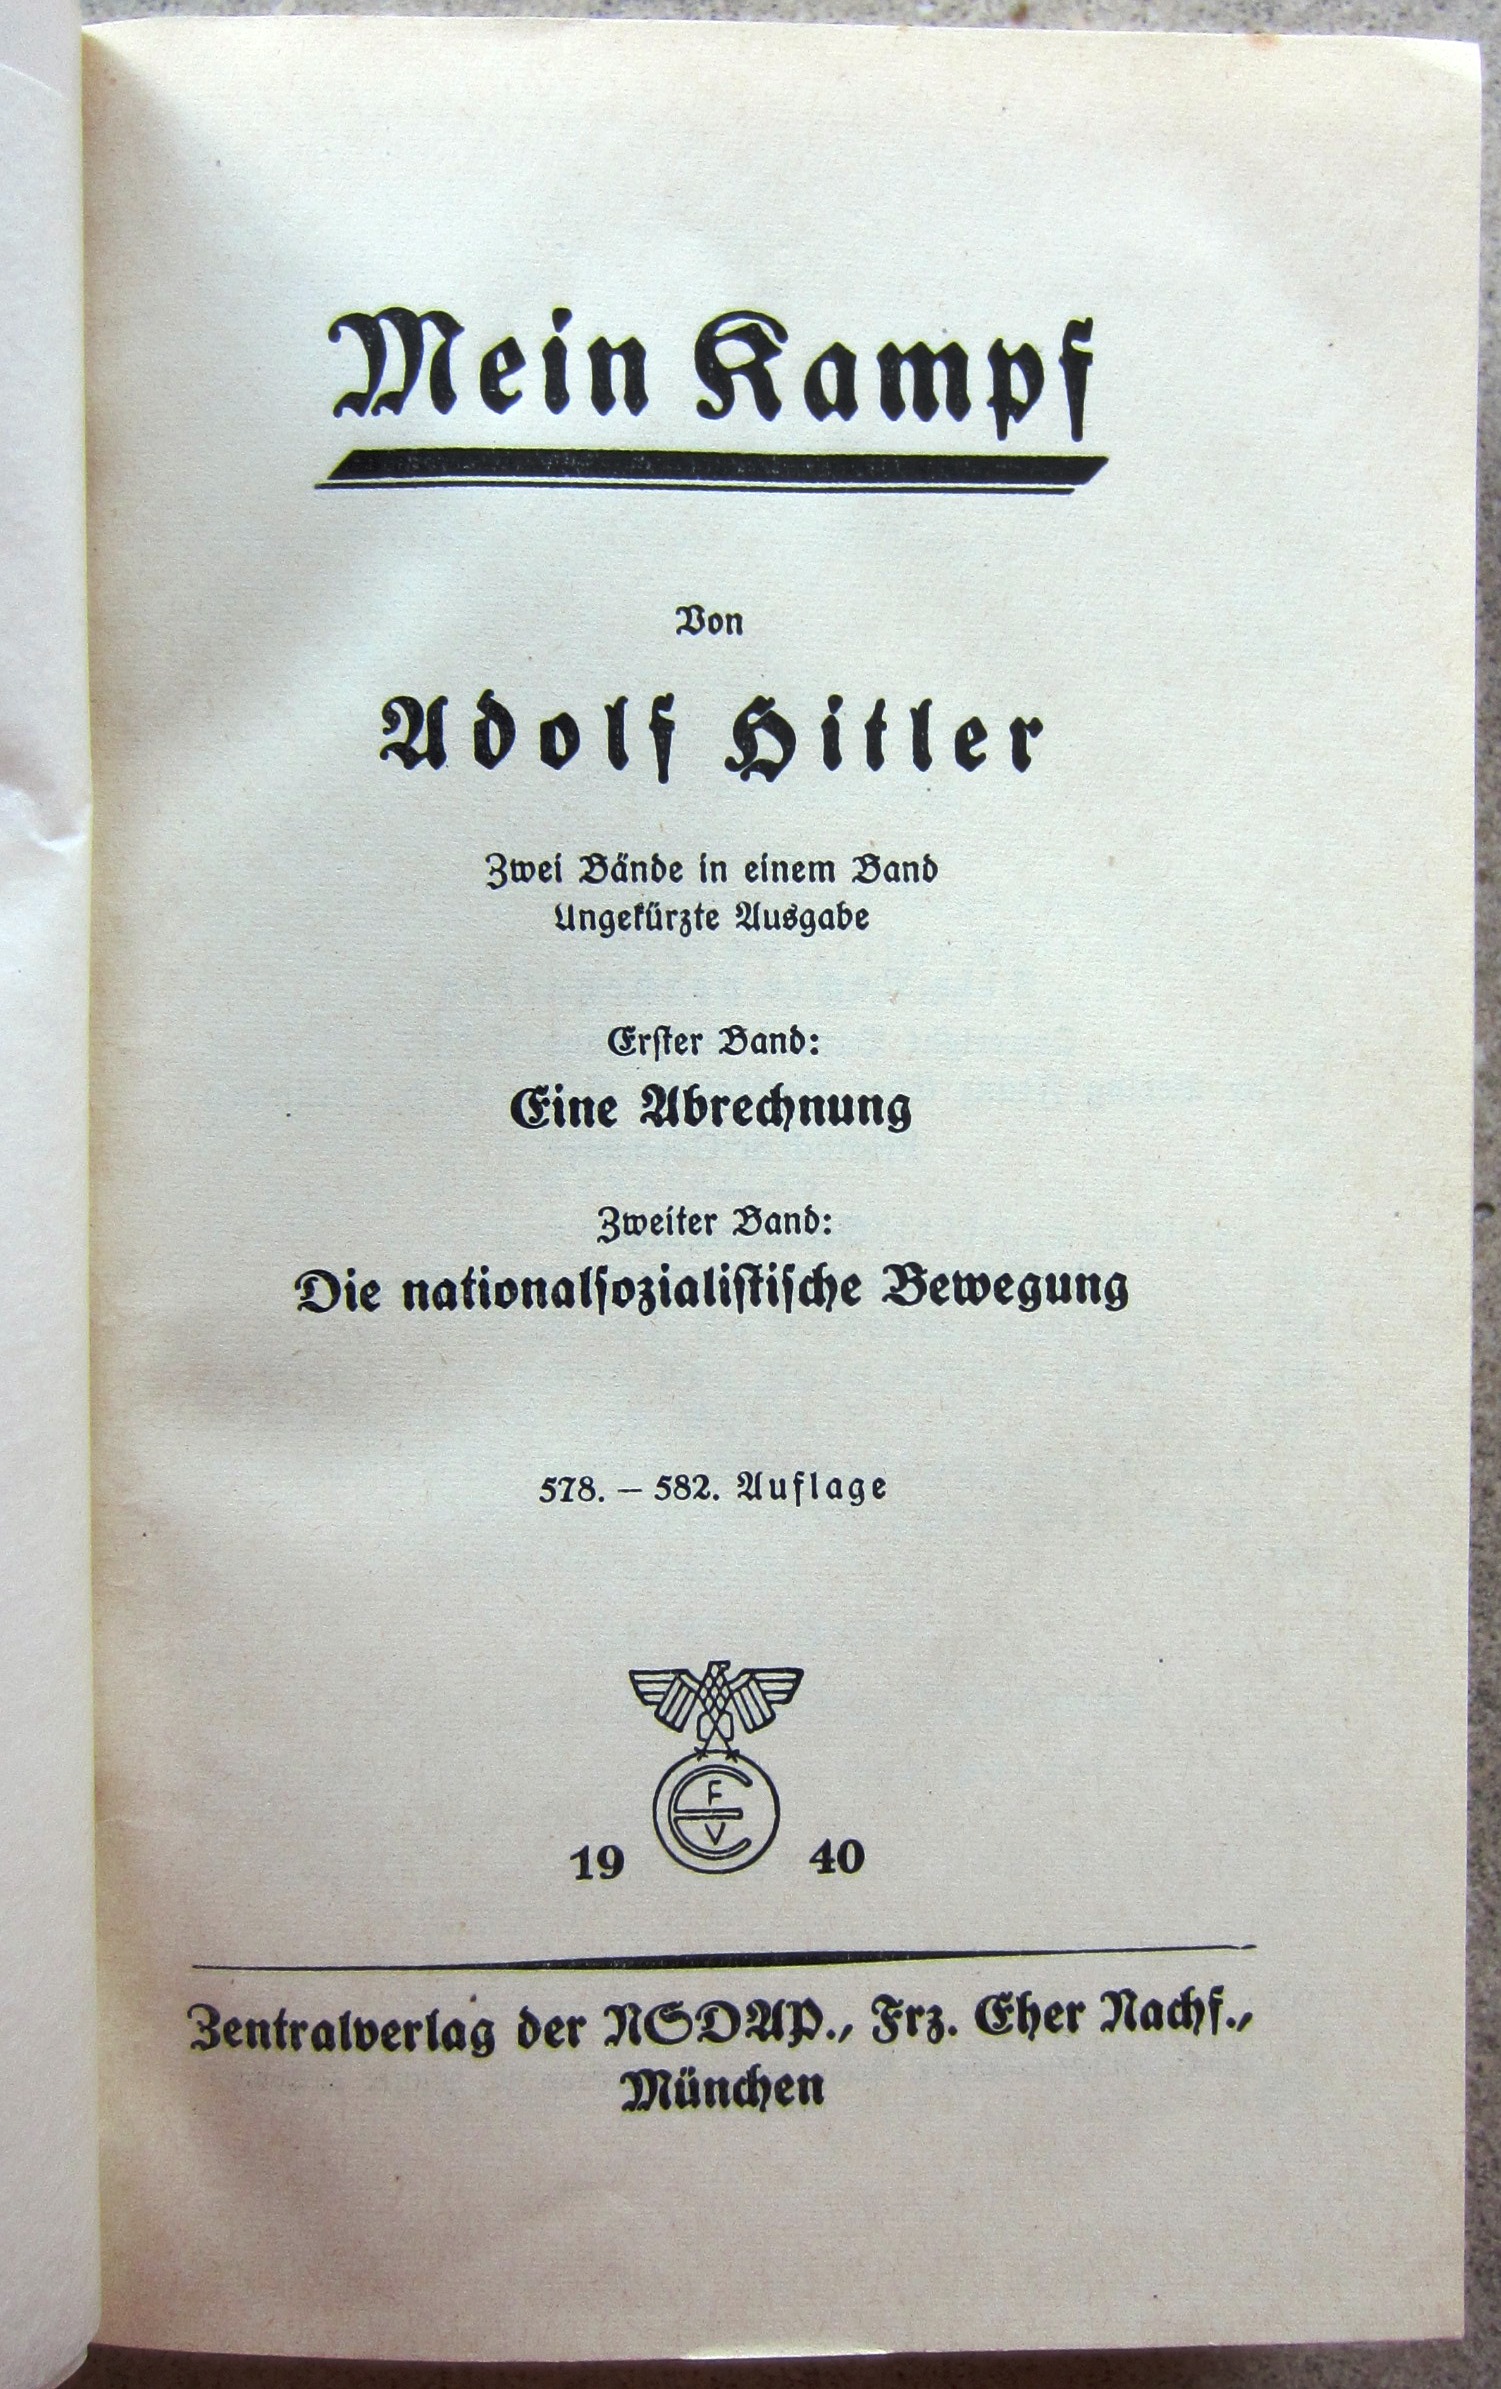 Mein Kampf
Von
Adolf Hitler
Zwei Bände in einem Band
Ungekürzte Ausgabe
Erſter Band:
Eine Abrechnung
Zweiter Band:
Die nationalſozialiſtiſche Bewegung
578. – 582. Auflage
F
E
V
19 40
Zentralverlag der NSDAP., Frz. Eher Nachf.,
München